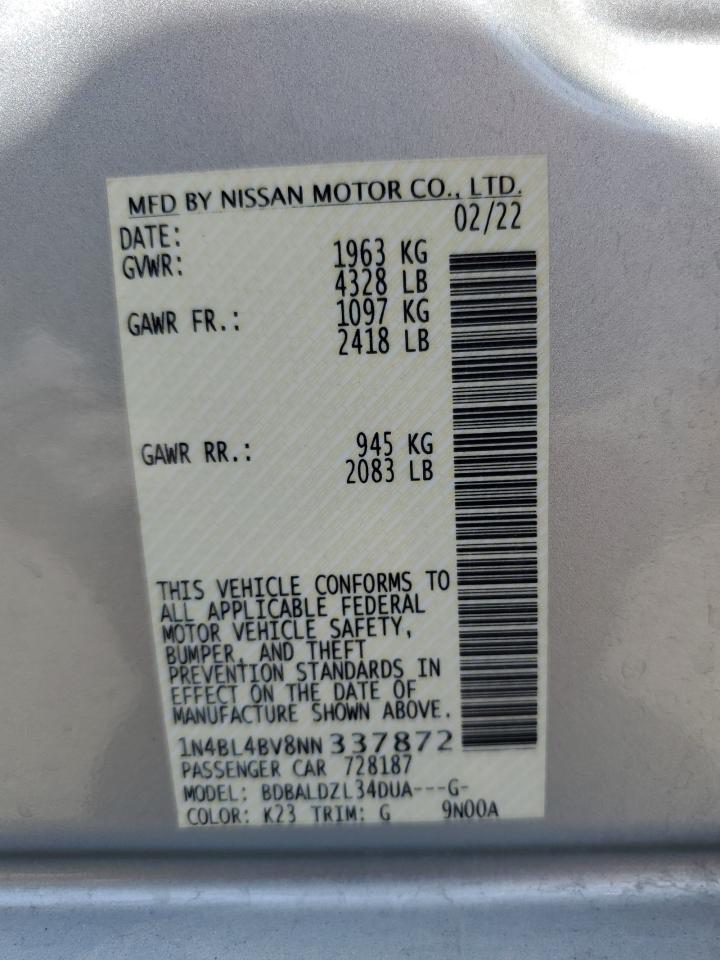 MFD BY NISSAN MOTOR CO., LTD.
DATE: 02/22
GVWR: 1963 KG
4328 LB
GAWR FR.: 1097 KG
2418 LB
GAWR RR.: 945 KG
2083 LB
THIS VEHICLE CONFORMS TO
ALL APPLICABLE FEDERAL
MOTOR VEHICLE SAFETY,
BUMPER, AND THEFT
PREVENTION STANDARDS IN
EFFECT ON THE DATE OF
MANUFACTURE SHOWN ABOVE.
1N4BL4BV8NN337872
PASSENGER CAR 728187
MODEL: BDBALDZL34DUA---G-
COLOR: K23 TRIM: G 9N00A